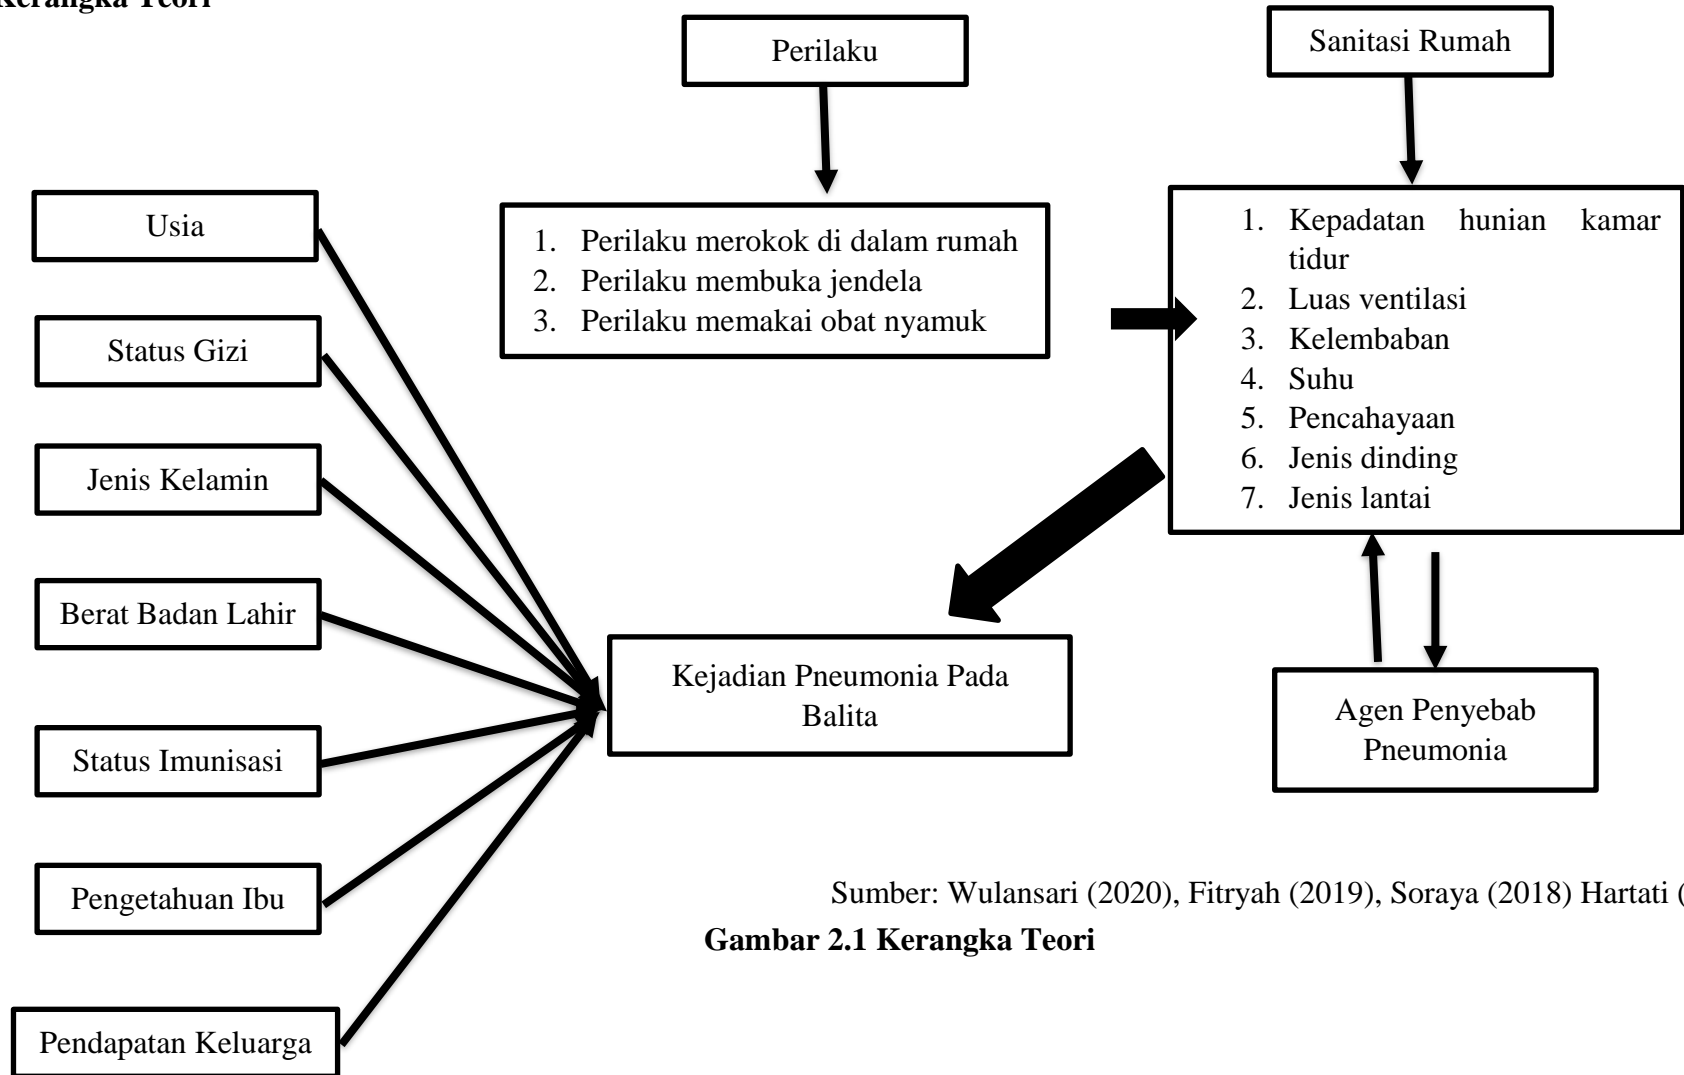 Kerangka Teori
Perilaku
Sanitasi Rumah
1. Perilaku merokok di dalam rumah
2. Perilaku membuka jendela
3. Perilaku memakai obat nyamuk
1. Kepadatan hunian kamar
tidur
2. Luas ventilasi
3. Kelembaban
4. Suhu
5. Pencahayaan
6. Jenis dinding
7. Jenis lantai
Usia
Status Gizi
Jenis Kelamin
Berat Badan Lahir
Status Imunisasi
Pengetahuan Ibu
Pendapatan Keluarga
Kejadian Pneumonia Pada
Balita
Agen Penyebab
Pneumonia
Sumber: Wulansari (2020), Fitryah (2019), Soraya (2018) Hartati (
Gambar 2.1 Kerangka Teori